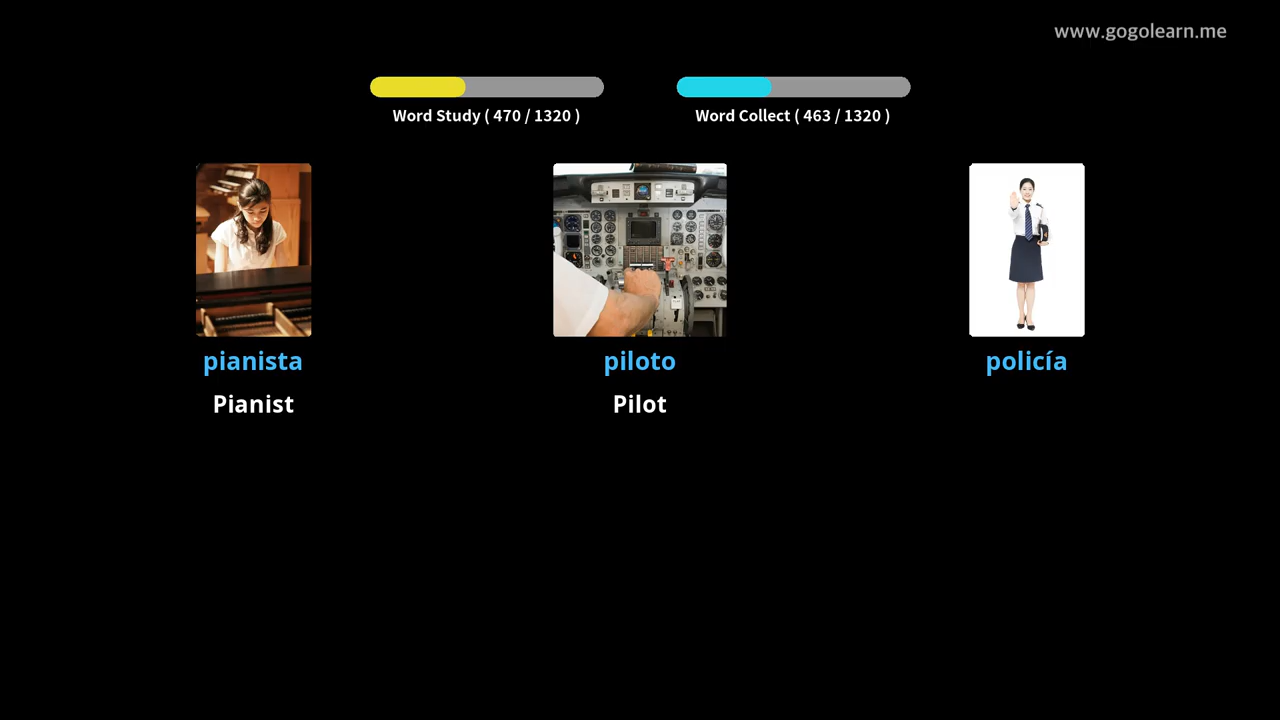 www.gogolearn.me
Word Study ( 470 / 1320 )
Word Collect ( 463 / 1320 )
pianista
piloto
policía
Pianist
Pilot